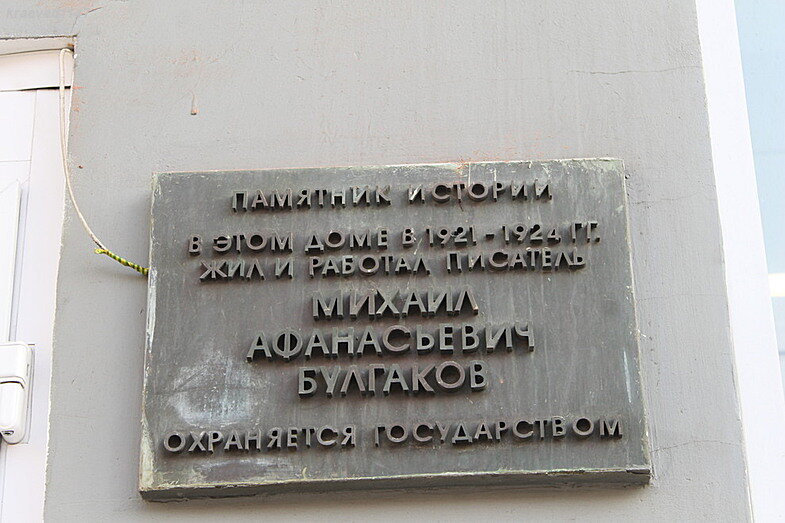 ПАМЯТНИК ИСТОРИИ
В ЭТОМ ДОМЕ В 1921-1924 ГГ.
ЖИЛ И РАБОТАЛ ПИСАТЕЛЬ
МИХАИЛ
АФАНАСЬЕВИЧ
БУЛГАКОВ
ОХРАНЯЕТСЯ ГОСУДАРСТВОМ